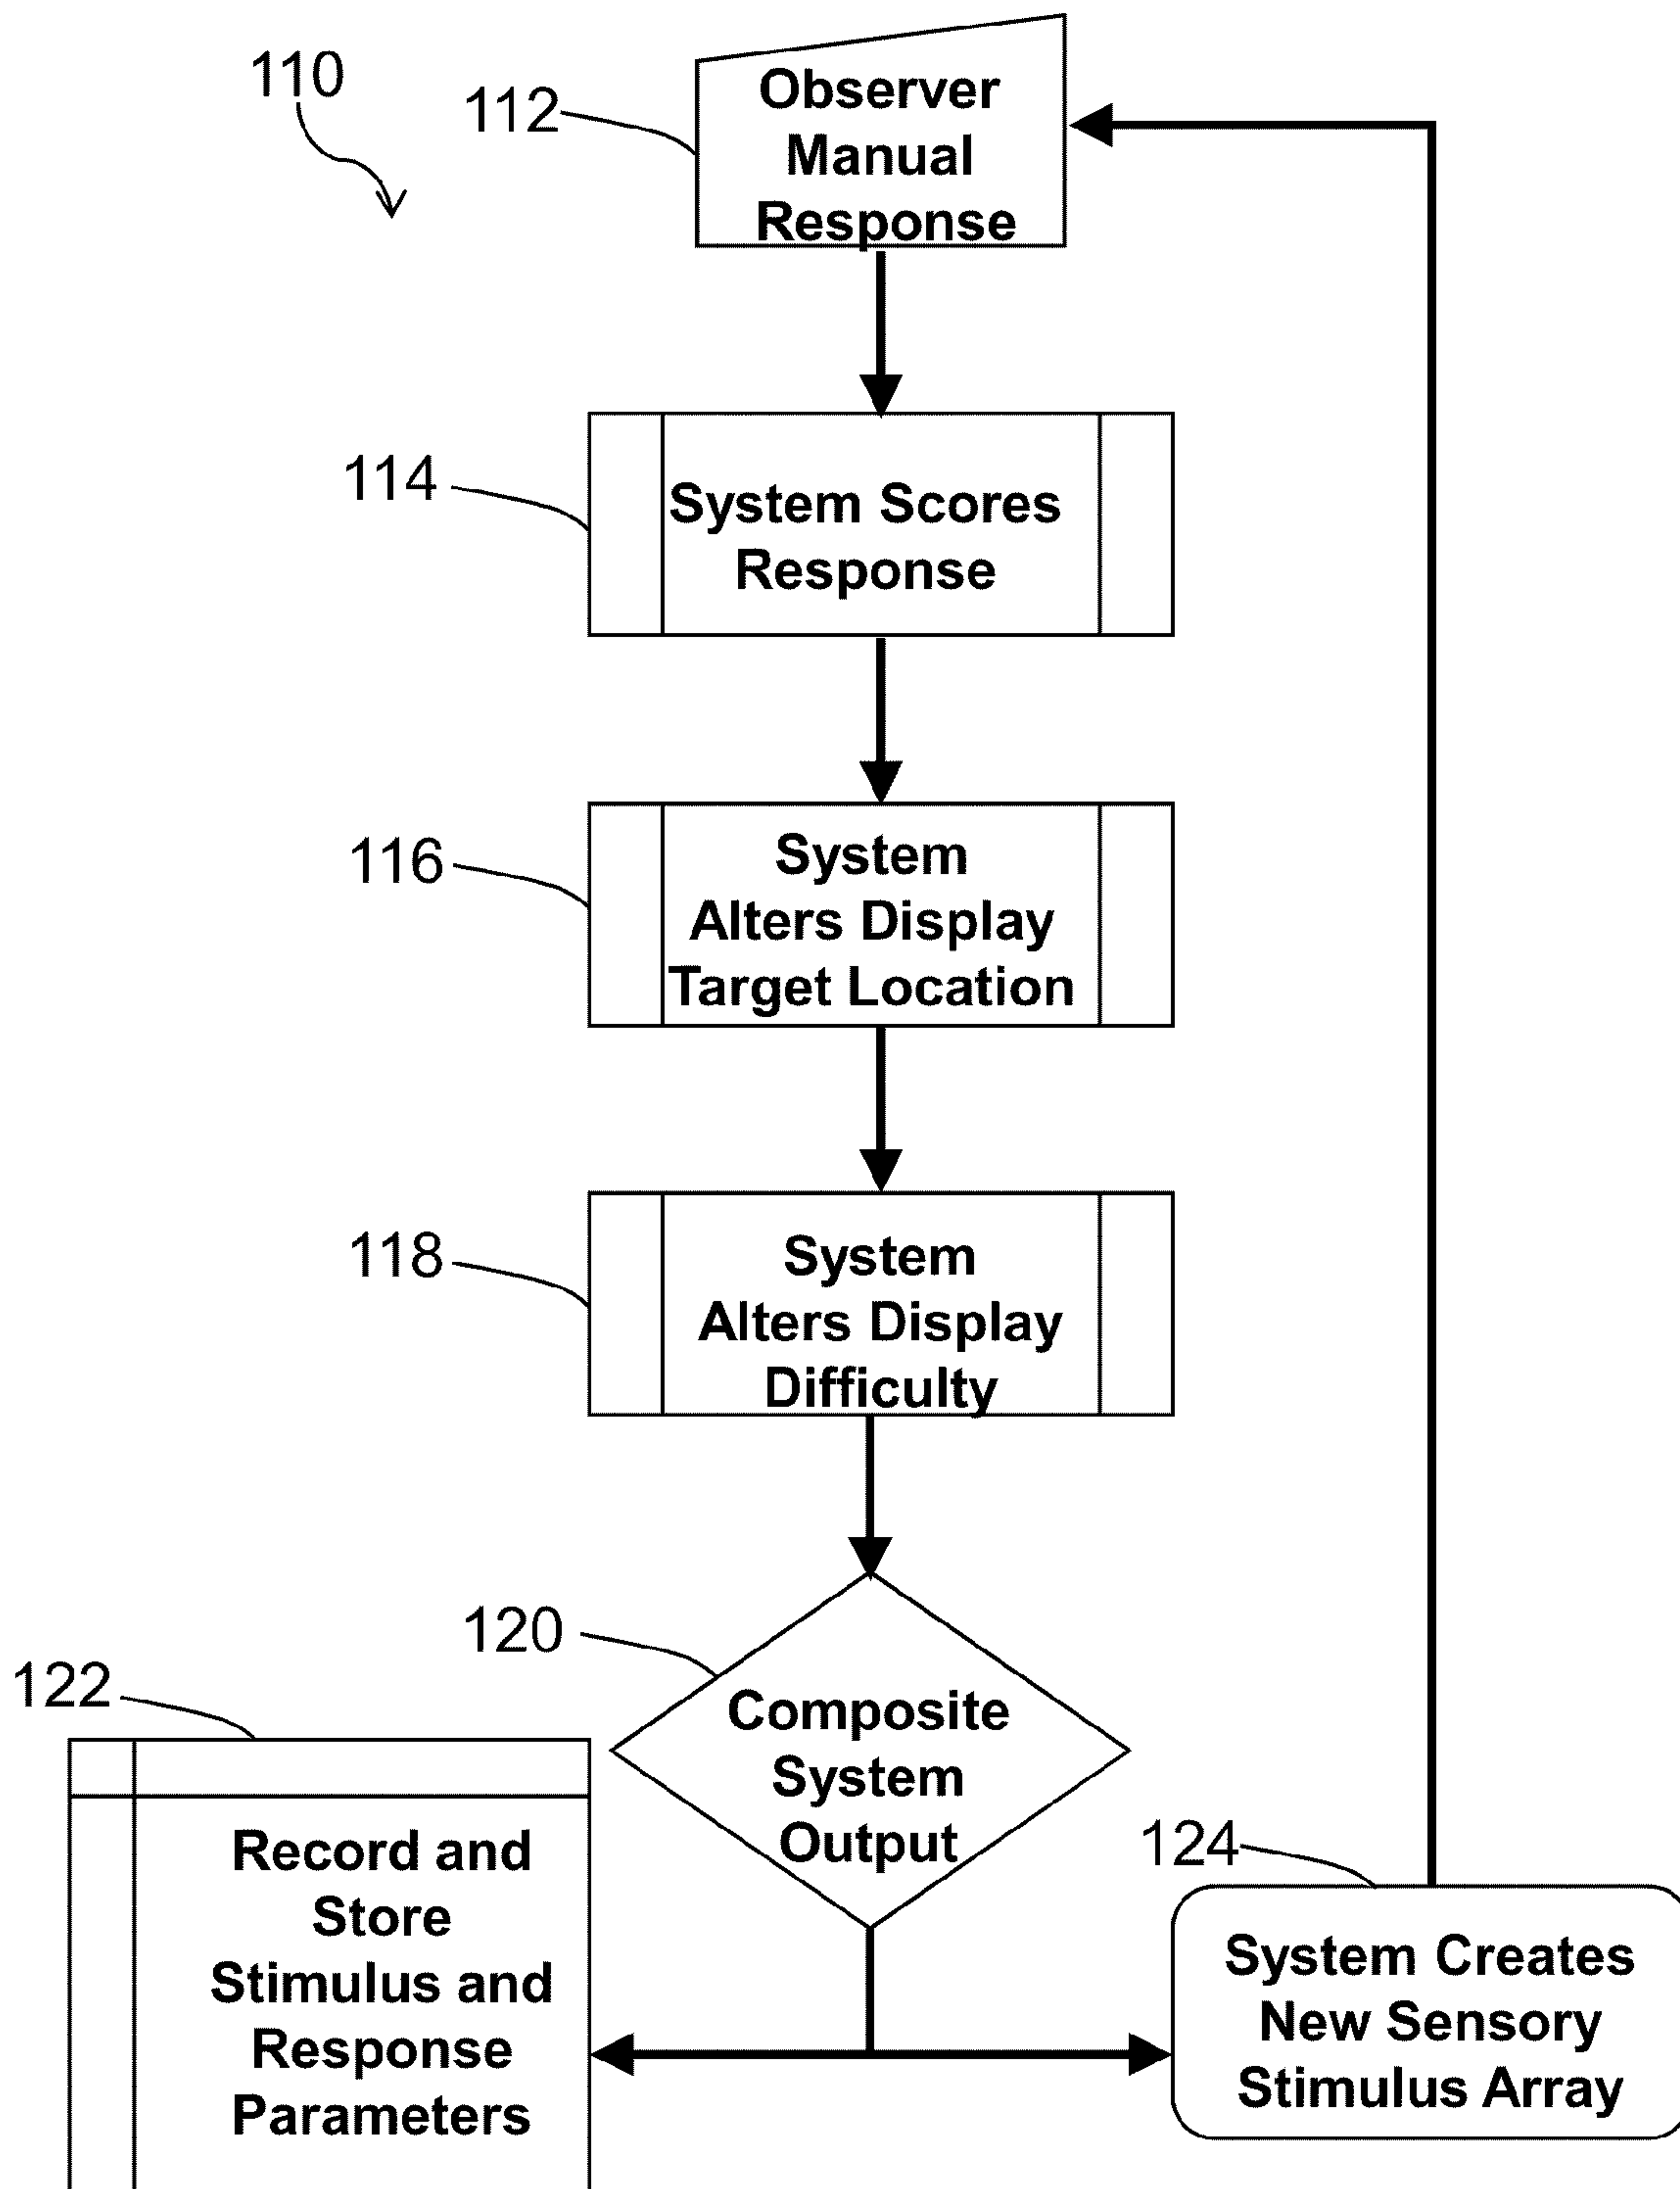 110
112
Observer
Manual
Response
114
System Scores
Response
116
System
Alters Display
Target Location
118
System
Alters Display
Difficulty
120
Composite
System
Output
122
Record and
Store
Stimulus and
Response
Parameters
124
System Creates
New Sensory
Stimulus Array